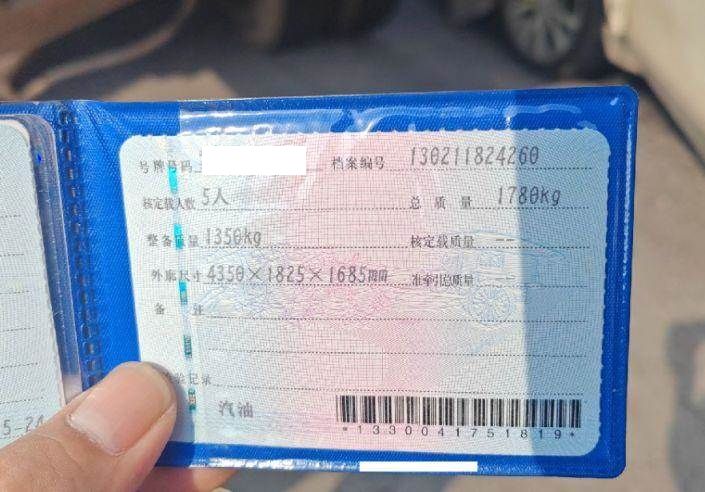 号牌号码 档案编号 130211824260
核定载人数 5人 总质量 1780kg
整备质量 1350kg 核定载质量 --
外廓尺寸 4350×1825×1685㎜ 准牵引总质量 --
备注
检验记录
汽油
*1330041751819*
5-24